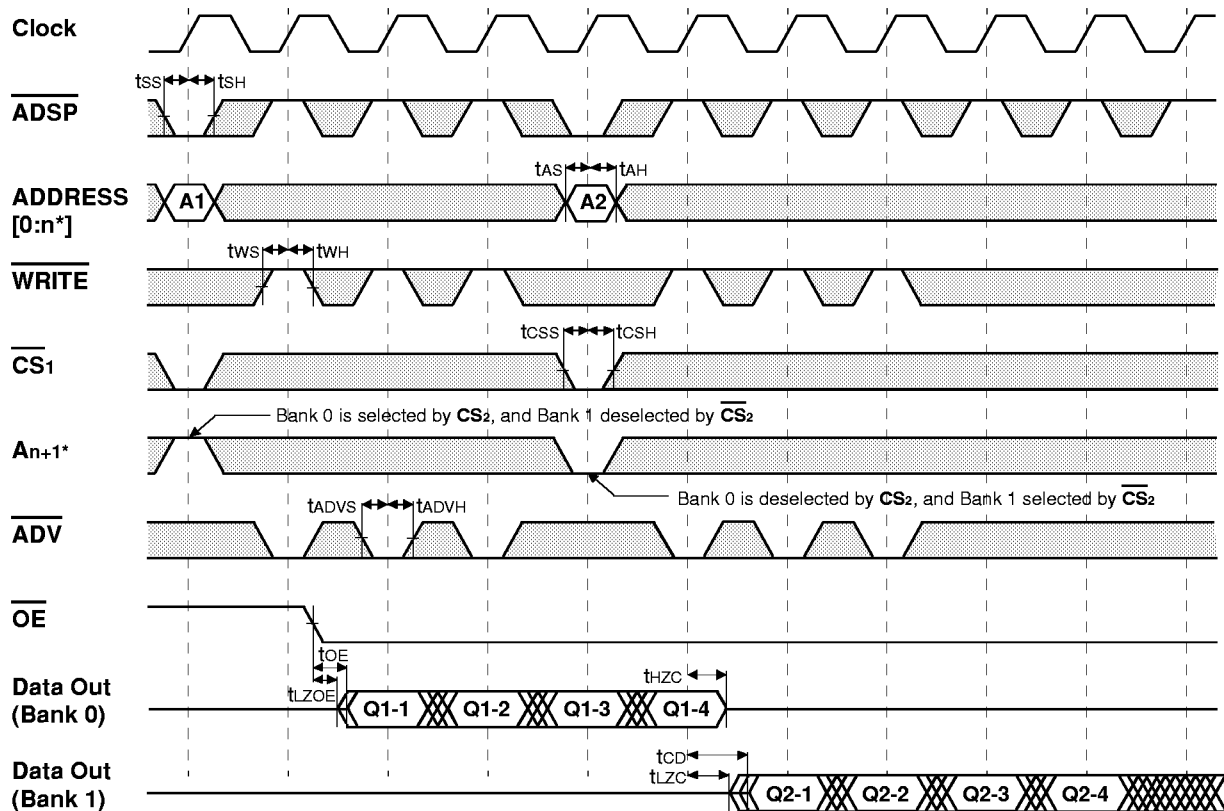 Clock
tSS tSH
ADSP
tAS tAH
ADDRESS
[0:n*]
A1 A2
tWS tWH
WRITE
tCSS tCSH
CS1
Bank 0 is selected by CS2, and Bank 1 deselected by CS2
An+1*
Bank 0 is deselected by CS2, and Bank 1 selected by CS2
tADVS tADVH
ADV
OE
tOE
tHZC
tLZOE
Data Out
(Bank 0)
Q1-1 Q1-2 Q1-3 Q1-4
tCD
tLZC
Data Out
(Bank 1)
Q2-1 Q2-2 Q2-3 Q2-4